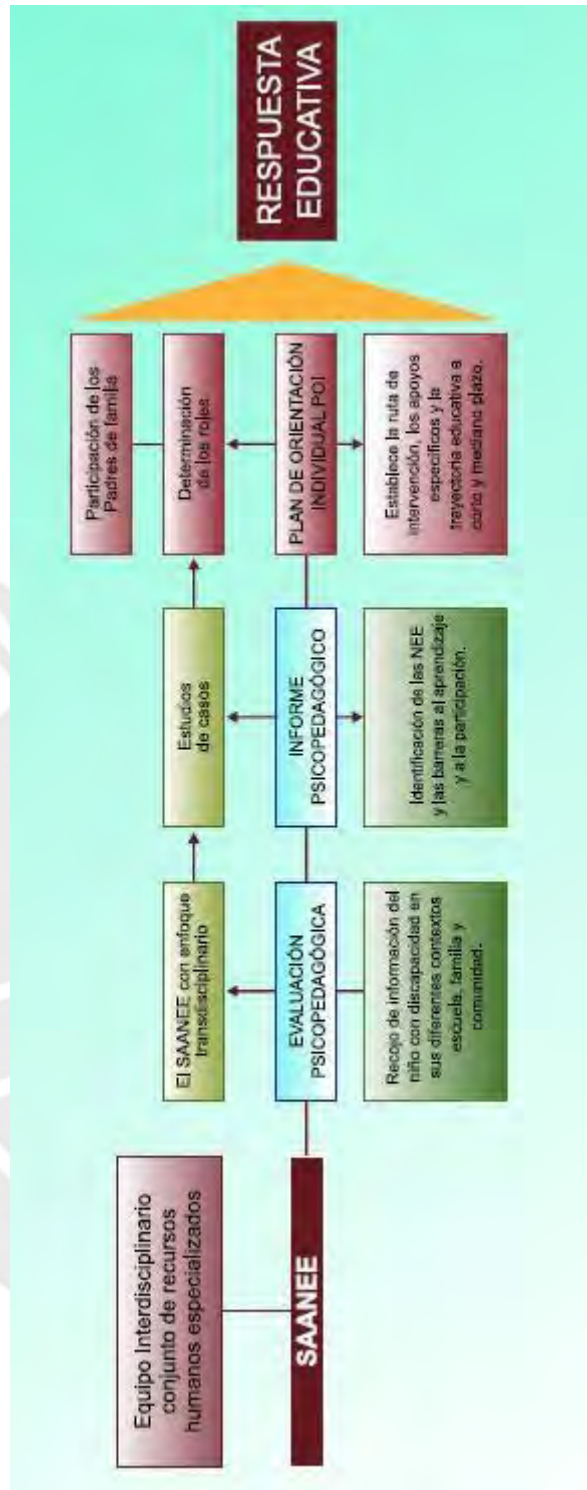 Equipo Interdisciplinario
conjunto de recursos
humanos especializados
SAANEE
El SAANEE con enfoque
transdisciplinario
EVALUACIÓN
PSICOPEDAGÓGICA
Recojo de información del
niño con discapacidad en
sus diferentes contextos
escuela, familia y
comunidad.
Estudios
de casos
INFORME
PSICOPEDAGÓGICO
Identificación de las NEE
y las barreras al aprendizaje
y a la participación.
Participación de los
Padres de familia
Determinación
de los roles
PLAN DE ORIENTACIÓN
INDIVIDUAL POI
Establece la ruta de
intervención, los apoyos
específicos y la
trayectoria educativa a
corto y mediano plazo.
RESPUESTA
EDUCATIVA